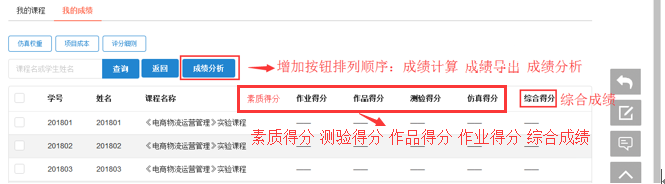 我的课程 我的成绩
仿真权重 项目成本 评分细则
课程名或学生姓名 查询 返回 成绩分析 增加按钮排列顺序：成绩计算 成绩导出 成绩分析
学号 姓名 课程名称 素质得分 作业得分 作品得分 测验得分 仿真得分 综合得分 综合成绩
201801 201801 《电商物流运营管理》实验课程 —— —— —— —— ——
素质得分 测验得分 作品得分 作业得分 综合成绩
201802 201802 《电商物流运营管理》实验课程 —— —— —— —— ——
201803 201803 《电商物流运营管理》实验课程 —— —— —— —— ——